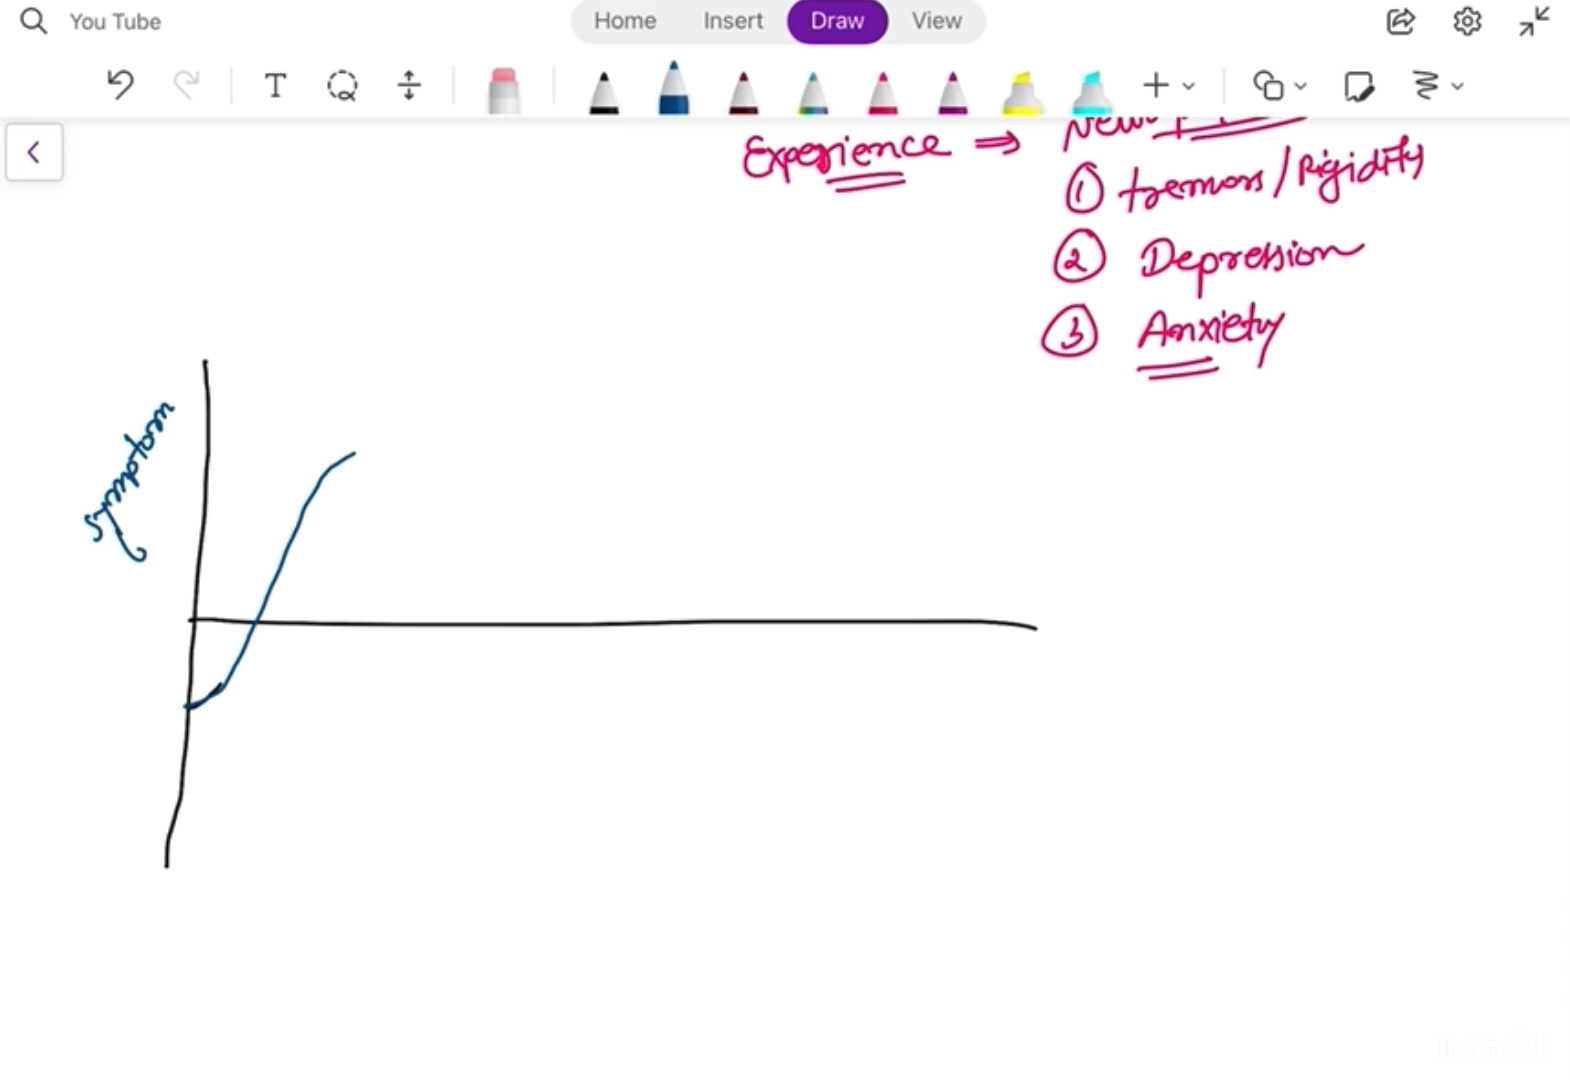 You Tube
Home Insert Draw View
T
Experience ⇒
① tremors / Rigidity
② Depression
③ Anxiety
symptom